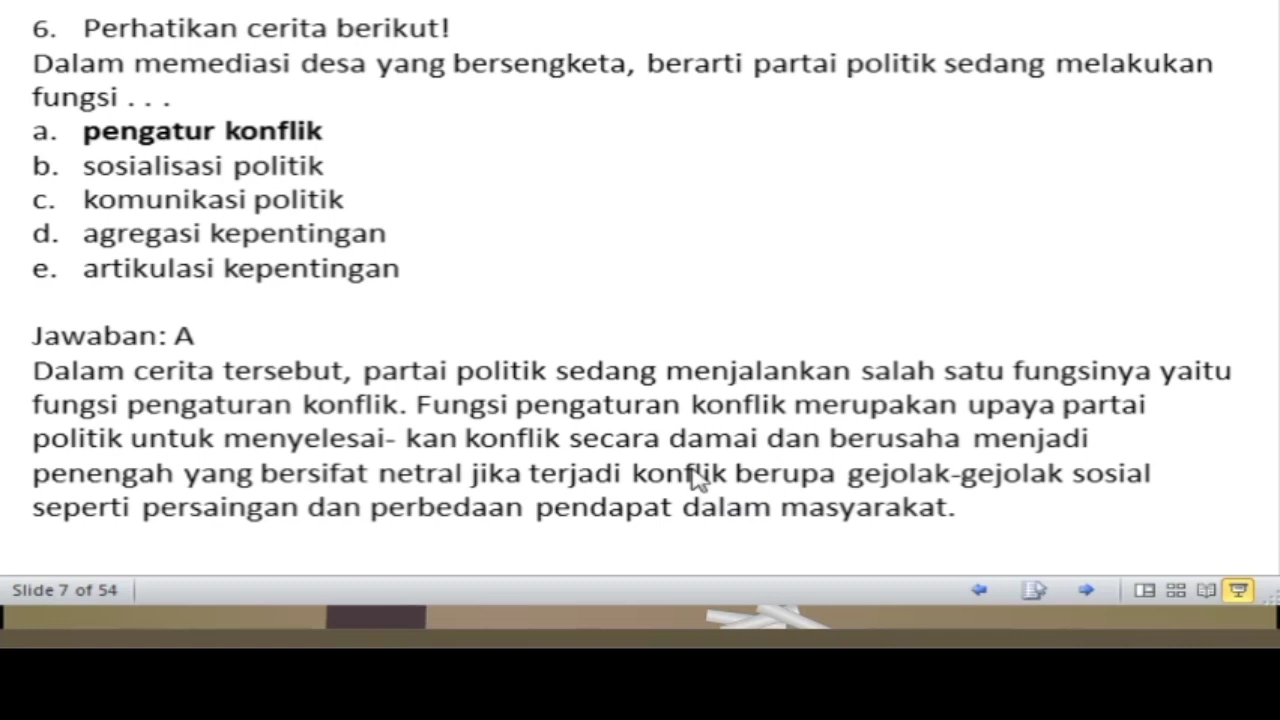 6. Perhatikan cerita berikut!
Dalam memediasi desa yang bersengketa, berarti partai politik sedang melakukan
fungsi . . .
a. pengatur konflik
b. sosialisasi politik
c. komunikasi politik
d. agregasi kepentingan
e. artikulasi kepentingan
Jawaban: A
Dalam cerita tersebut, partai politik sedang menjalankan salah satu fungsinya yaitu
fungsi pengaturan konflik. Fungsi pengaturan konflik merupakan upaya partai
politik untuk menyelesai- kan konflik secara damai dan berusaha menjadi
penengah yang bersifat netral jika terjadi konflik berupa gejolak-gejolak sosial
seperti persaingan dan perbedaan pendapat dalam masyarakat.
Slide 7 of 54